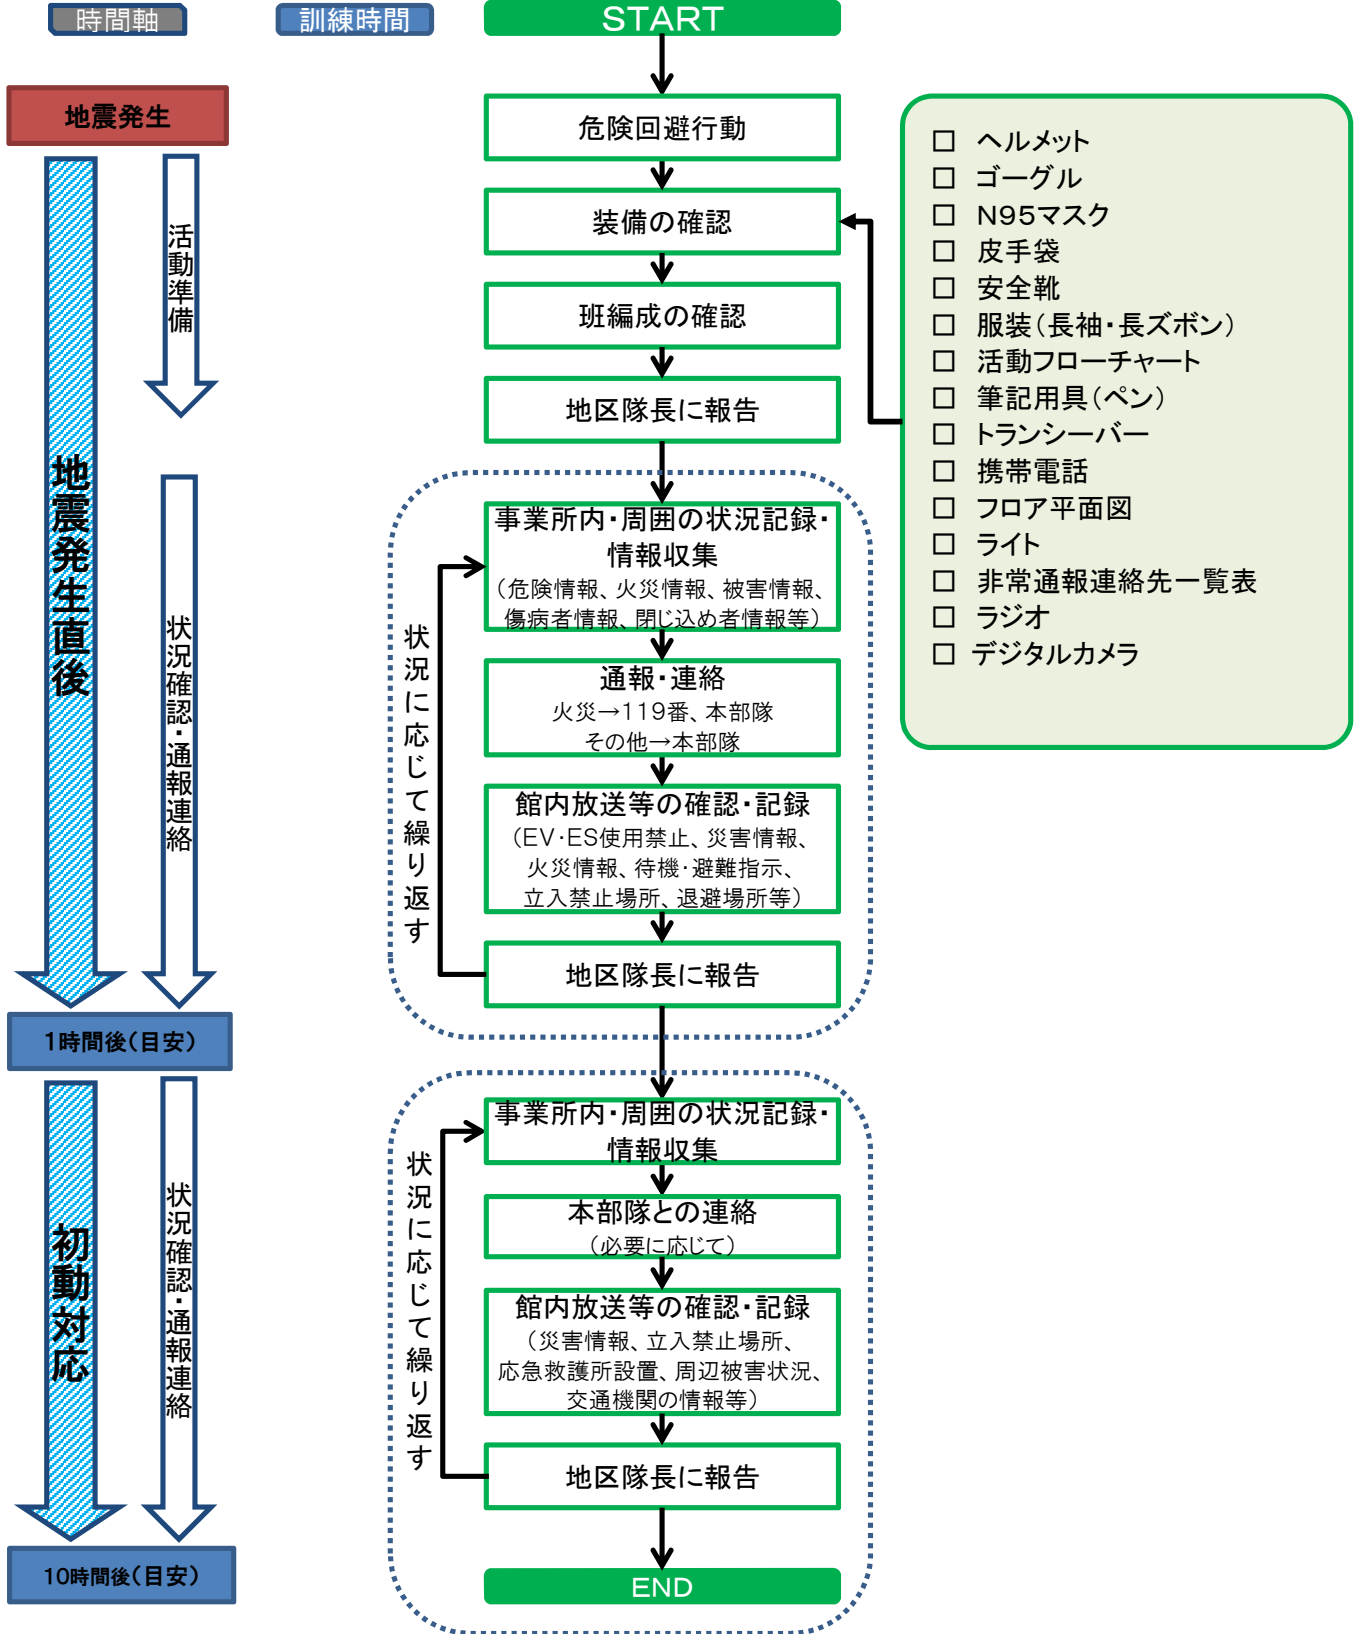 時間軸
訓練時間
START
地震発生
危険回避行動
装備の確認
班編成の確認
地区隊長に報告
活動準備
地震発生直後
□ ヘルメット
□ ゴーグル
□ N95マスク
□ 皮手袋
□ 安全靴
□ 服装(長袖・長ズボン)
□ 活動フローチャート
□ 筆記用具(ペン)
□ トランシーバー
□ 携帯電話
□ フロア平面図
□ ライト
□ 非常通報連絡先一覧表
□ ラジオ
□ デジタルカメラ
状況確認・通報連絡
状況に応じて繰り返す
事業所内・周囲の状況記録・
情報収集
(危険情報、火災情報、被害情報、
傷病者情報、閉じ込め者情報等)
通報・連絡
火災→119番、本部隊
その他→本部隊
館内放送等の確認・記録
(EV・ES使用禁止、災害情報、
火災情報、待機・避難指示、
立入禁止場所、退避場所等)
地区隊長に報告
1時間後(目安)
初動対応
状況確認・通報連絡
状況に応じて繰り返す
事業所内・周囲の状況記録・
情報収集
本部隊との連絡
(必要に応じて)
館内放送等の確認・記録
(災害情報、立入禁止場所、
応急救護所設置、周辺被害状況、
交通機関の情報等)
地区隊長に報告
10時間後(目安)
END